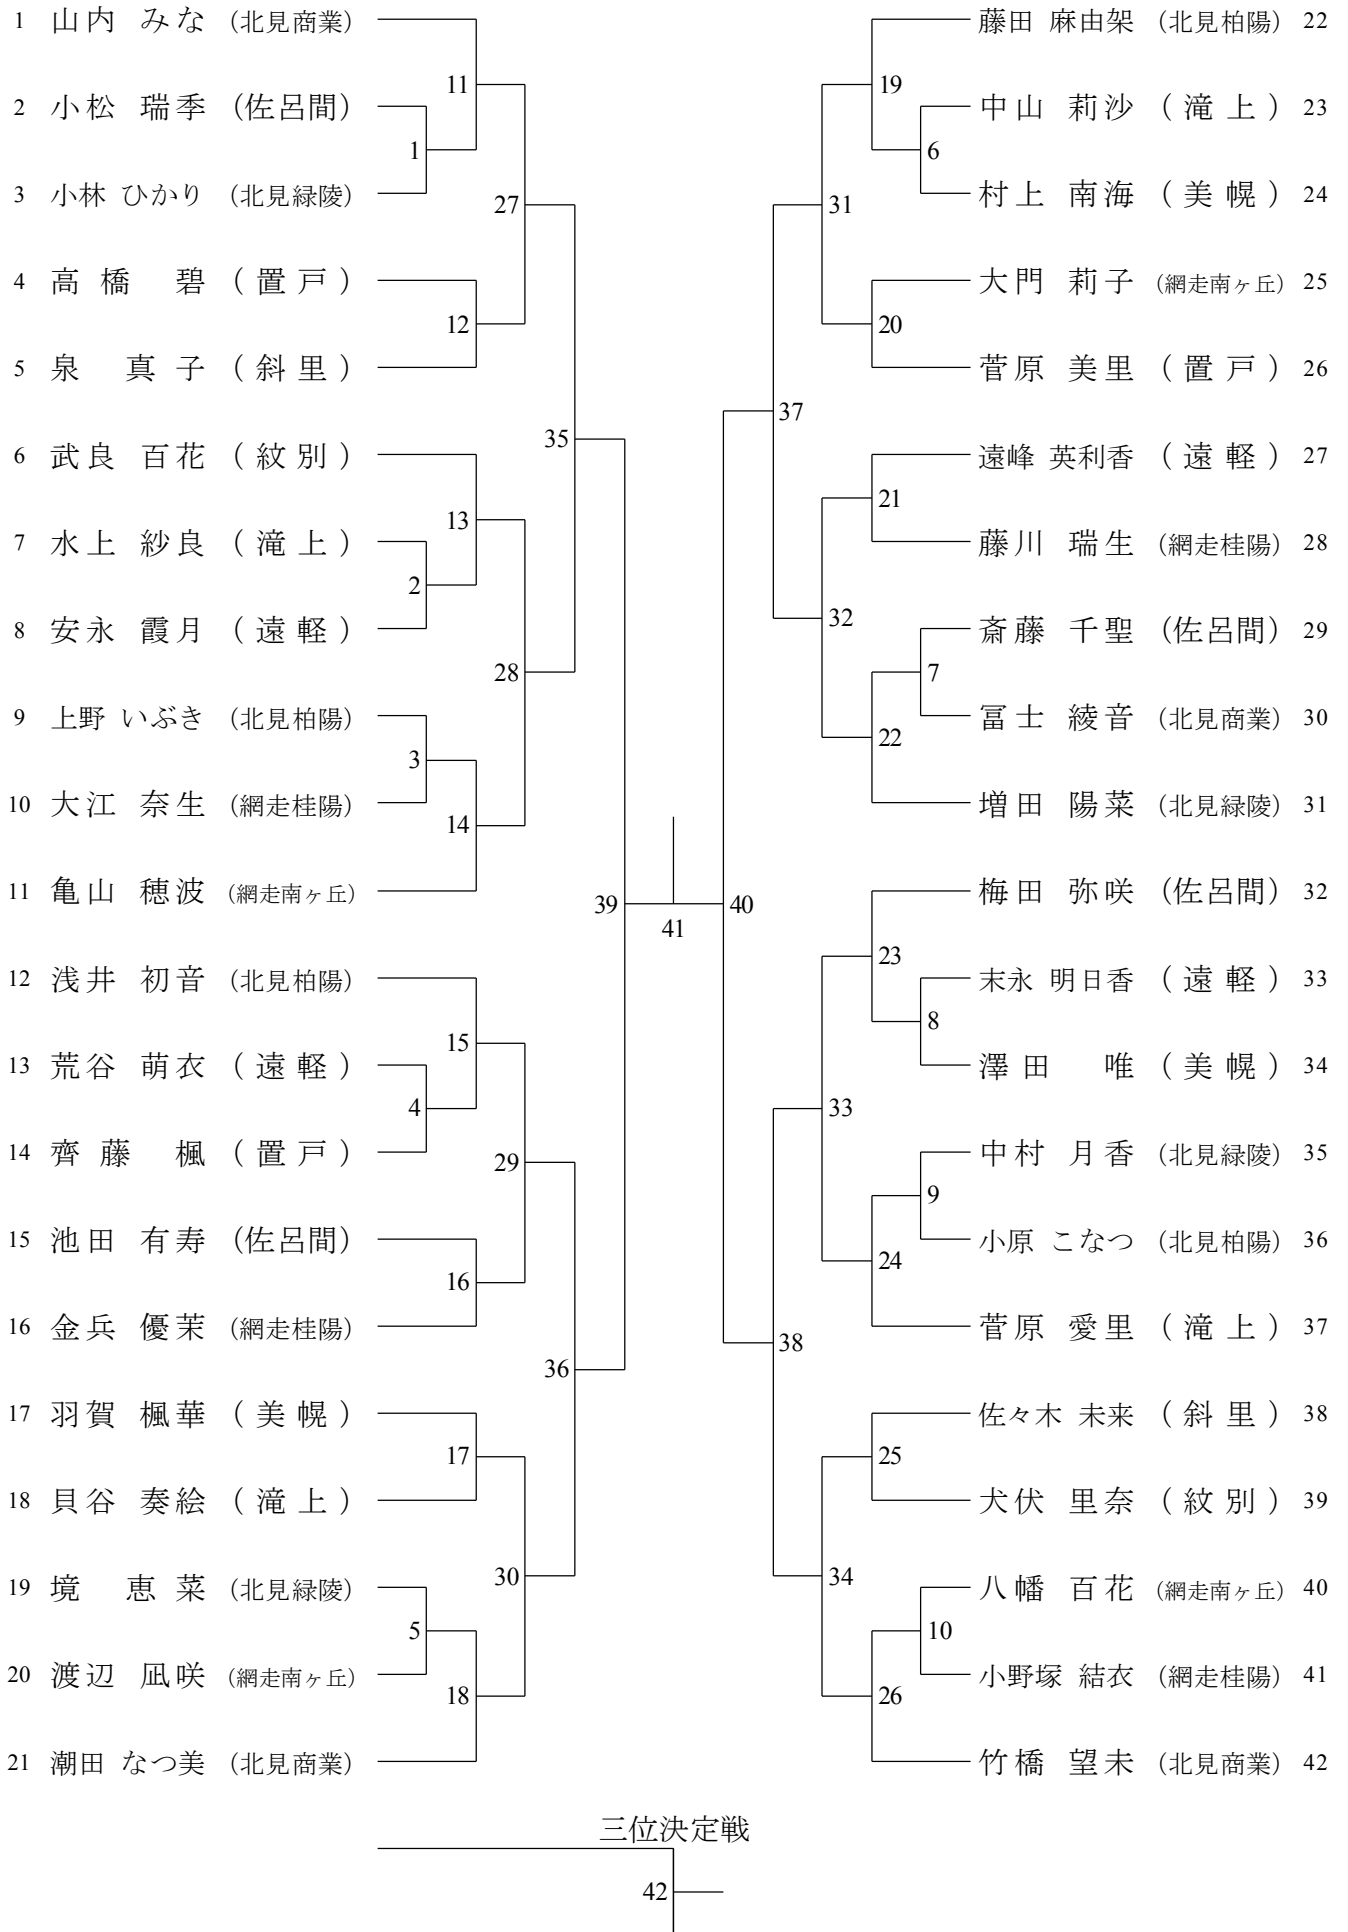 1 山内 みな (北見商業)
2 小松 瑞季 (佐呂間)
3 小林 ひかり (北見緑陵)
4 高橋 碧 (置戸)
5 泉 真子 (斜里)
6 武良 百花 (紋別)
7 水上 紗良 (滝上)
8 安永 霞月 (遠軽)
9 上野 いぶき (北見柏陽)
10 大江 奈生 (網走桂陽)
11 亀山 穂波 (網走南ヶ丘)
12 浅井 初音 (北見柏陽)
13 荒谷 萌衣 (遠軽)
14 齊藤 楓 (置戸)
15 池田 有寿 (佐呂間)
16 金兵 優茉 (網走桂陽)
17 羽賀 楓華 (美幌)
18 貝谷 奏絵 (滝上)
19 境 恵菜 (北見緑陵)
20 渡辺 凪咲 (網走南ヶ丘)
21 潮田 なつ美 (北見商業)
11
1
27
12
35
13
2
28
3
14
39
15
4
29
16
36
17
30
5
18
41
19
6
31
20
37
21
32
7
22
40
23
8
33
9
24
38
25
34
10
26
藤田 麻由架 (北見柏陽) 22
中山 莉沙 (滝上) 23
村上 南海 (美幌) 24
大門 莉子 (網走南ヶ丘) 25
菅原 美里 (置戸) 26
遠峰 英利香 (遠軽) 27
藤川 瑞生 (網走桂陽) 28
斎藤 千聖 (佐呂間) 29
冨士 綾音 (北見商業) 30
増田 陽菜 (北見緑陵) 31
梅田 弥咲 (佐呂間) 32
末永 明日香 (遠軽) 33
澤田 唯 (美幌) 34
中村 月香 (北見緑陵) 35
小原 こなつ (北見柏陽) 36
菅原 愛里 (滝上) 37
佐々木 未来 (斜里) 38
犬伏 里奈 (紋別) 39
八幡 百花 (網走南ヶ丘) 40
小野塚 結衣 (網走桂陽) 41
竹橋 望未 (北見商業) 42
三位決定戦
42